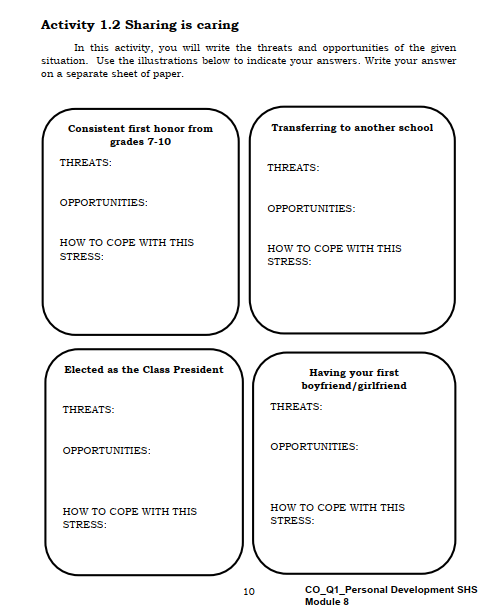 Activity 1.2 Sharing is caring
In this activity, you will write the threats and opportunities of the given
situation. Use the illustrations below to indicate your answers. Write your answer
on a separate sheet of paper.
Consistent first honor from
grades 7-10
THREATS:
OPPORTUNITIES:
HOW TO COPE WITH THIS
STRESS:
Transferring to another school
THREATS:
OPPORTUNITIES:
HOW TO COPE WITH THIS
STRESS:
Elected as the Class President
THREATS:
OPPORTUNITIES:
HOW TO COPE WITH THIS
STRESS:
Having your first
boyfriend/girlfriend
THREATS:
OPPORTUNITIES:
HOW TO COPE WITH THIS
STRESS:
10
CO_Q1_Personal Development SHS
Module 8